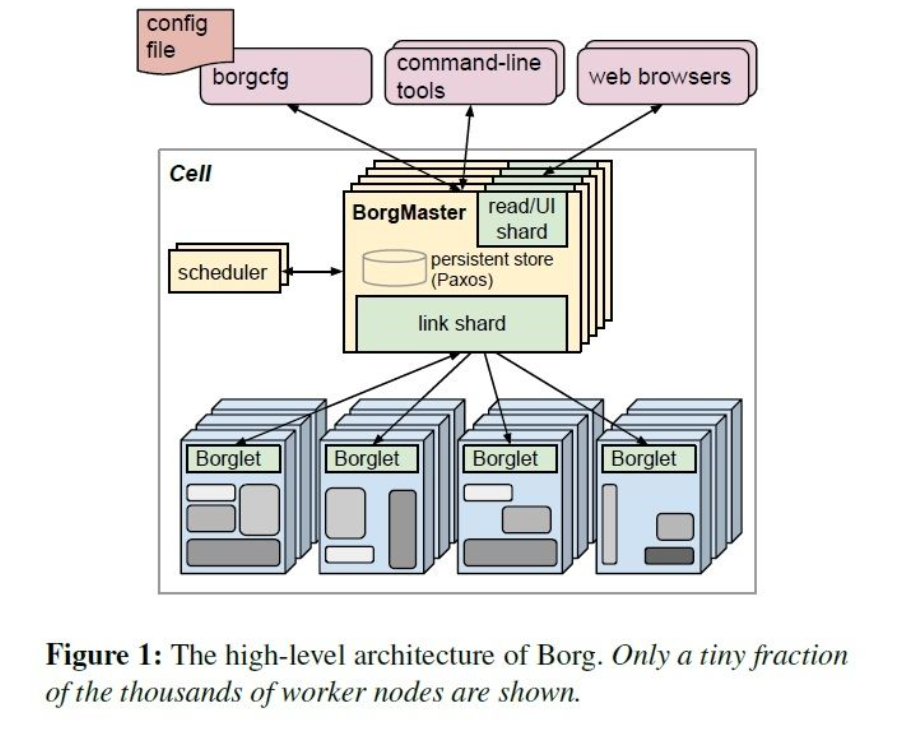 config
file
borgcfg
command-line
tools
web browsers
Cell
BorgMaster
read/UI
shard
persistent store
(Paxos)
scheduler
link shard
Borglet
Borglet
Borglet
Borglet
Figure 1: The high-level architecture of Borg. Only a tiny fraction
of the thousands of worker nodes are shown.